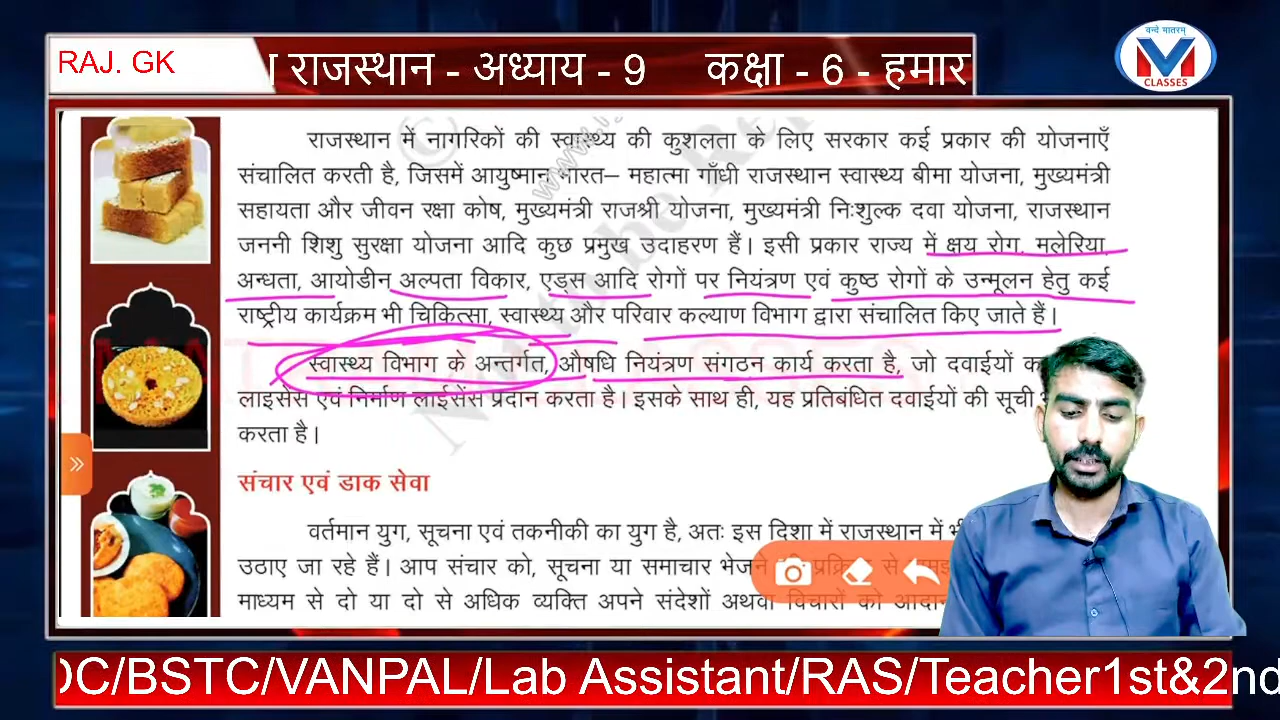 RAJ. GK
राजस्थान - अध्याय - 9 कक्षा - 6 - हमार
वन्दे मातरम्
CLASSES
राजस्थान में नागरिकों की स्वास्थ्य की कुशलता के लिए सरकार कई प्रकार की योजनाएँ
संचालित करती है, जिसमें आयुष्मान भारत– महात्मा गाँधी राजस्थान स्वास्थ्य बीमा योजना, मुख्यमंत्री
सहायता और जीवन रक्षा कोष, मुख्यमंत्री राजश्री योजना, मुख्यमंत्री निःशुल्क दवा योजना, राजस्थान
जननी शिशु सुरक्षा योजना आदि कुछ प्रमुख उदाहरण हैं। इसी प्रकार राज्य में क्षय रोग, मलेरिया,
अन्धता, आयोडीन अल्पता विकार, एड्स आदि रोगों पर नियंत्रण एवं कुष्ठ रोगों के उन्मूलन हेतु कई
राष्ट्रीय कार्यक्रम भी चिकित्सा, स्वास्थ्य और परिवार कल्याण विभाग द्वारा संचालित किए जाते हैं।
स्वास्थ्य विभाग के अन्तर्गत, औषधि नियंत्रण संगठन कार्य करता है, जो दवाईयों
लाइसेंस एवं निर्माण लाईसेंस प्रदान करता है। इसके साथ ही, यह प्रतिबंधित दवाईयों की सूची
करता है।
संचार एवं डाक सेवा
वर्तमान युग, सूचना एवं तकनीकी का युग है, अतः इस दिशा में राजस्थान में
उठाए जा रहे हैं। आप संचार को, सूचना या समाचार भेजने की प्रक्रिया से
माध्यम से दो या दो से अधिक व्यक्ति अपने संदेशों अथवा विचारों को
OC/BSTC/VANPAL/Lab Assistant/RAS/Teacher1st&2nd